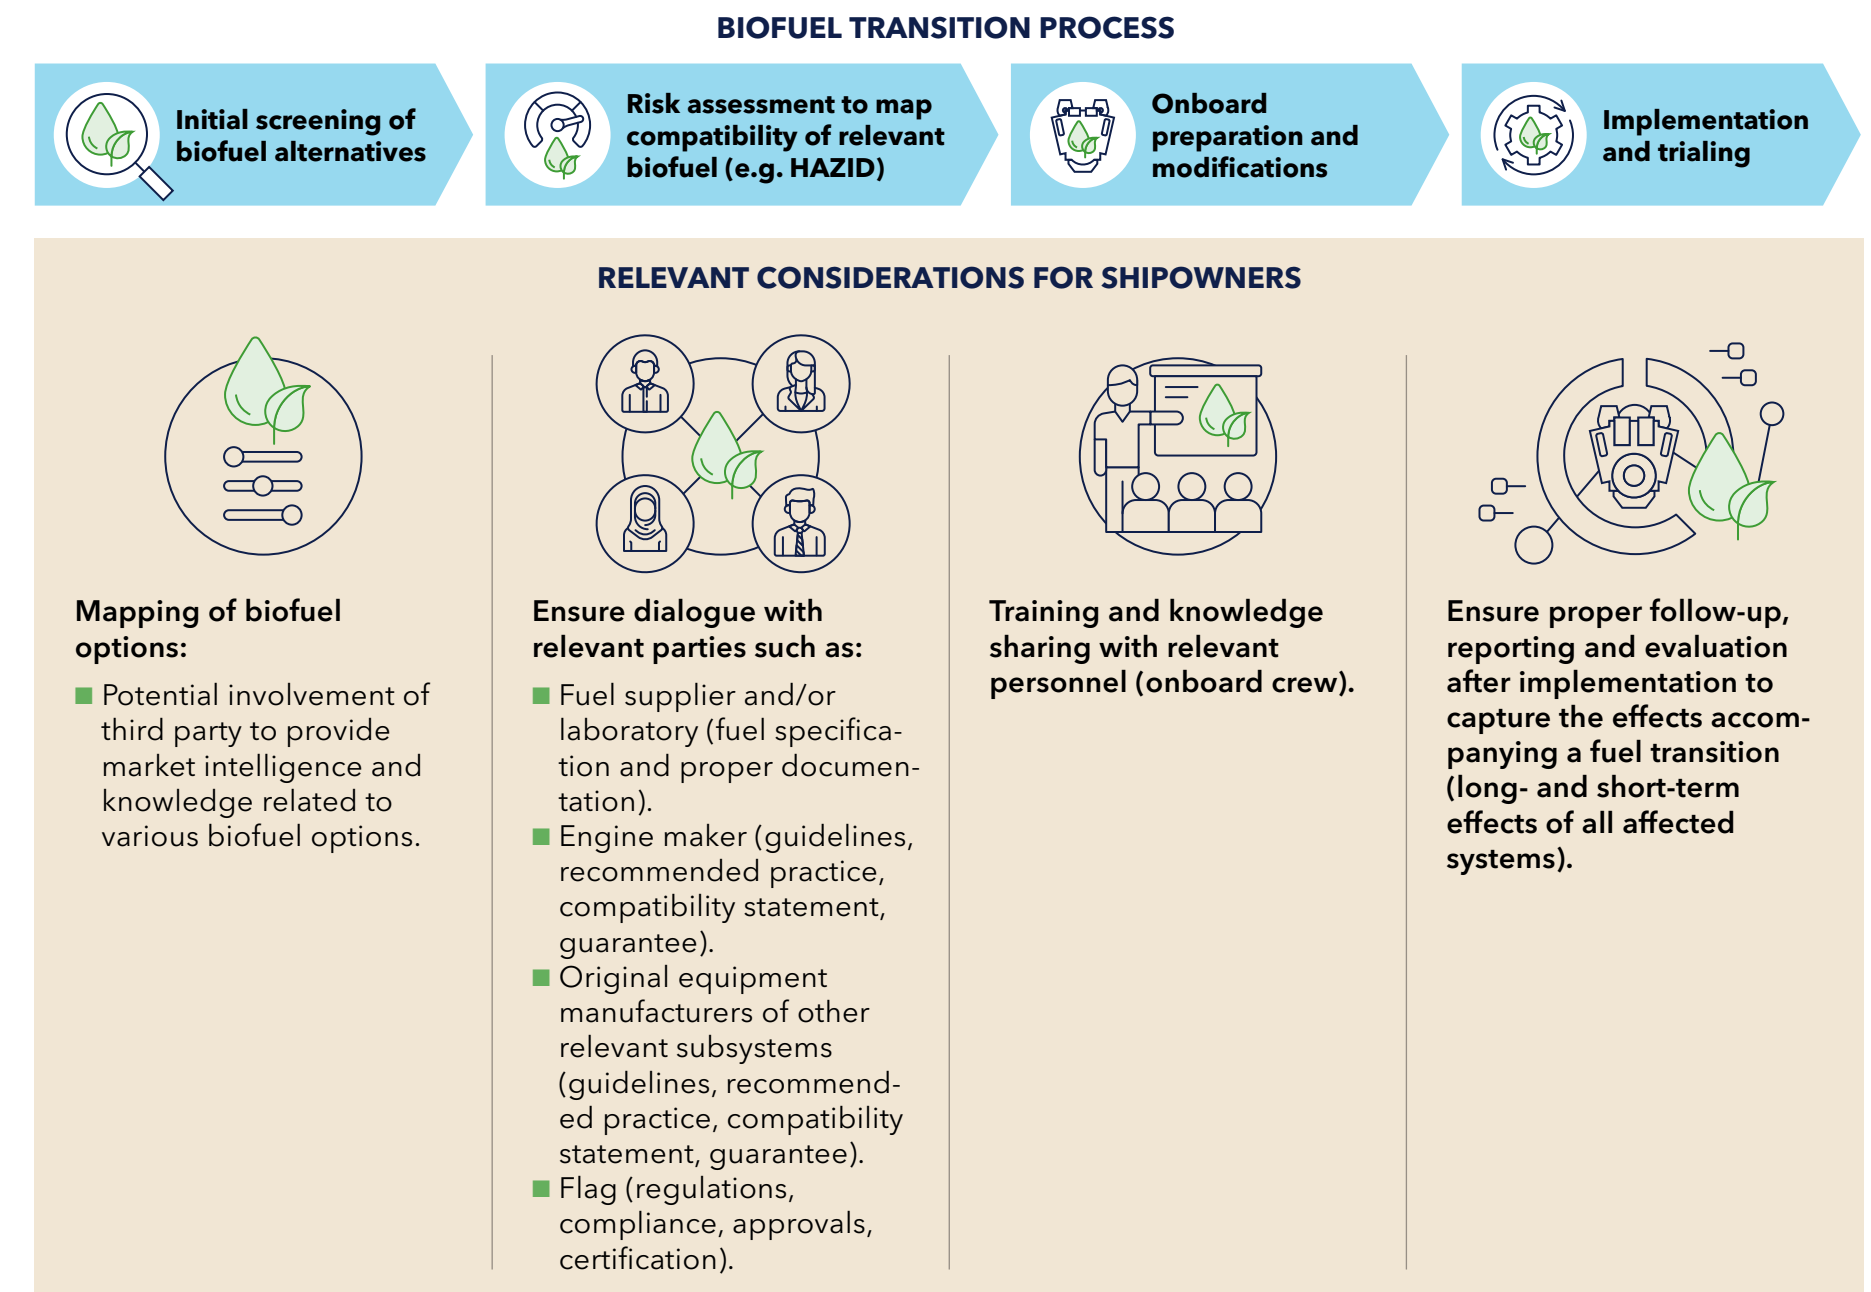 BIOFUEL TRANSITION PROCESS
Initial screening of
biofuel alternatives
Risk assessment to map
compatibility of relevant
biofuel (e.g. HAZID)
Onboard
preparation and
modifications
Implementation
and trialing
RELEVANT CONSIDERATIONS FOR SHIPOWNERS
Mapping of biofuel
options:
■ Potential involvement of
third party to provide
market intelligence and
knowledge related to
various biofuel options.
Ensure dialogue with
relevant parties such as:
■ Fuel supplier and/or
laboratory (fuel specifica-
tion and proper documen-
tation).
■ Engine maker (guidelines,
recommended practice,
compatibility statement,
guarantee).
■ Original equipment
manufacturers of other
relevant subsystems
(guidelines, recommend-
ed practice, compatibility
statement, guarantee).
■ Flag (regulations,
compliance, approvals,
certification).
Training and knowledge
sharing with relevant
personnel (onboard crew).
Ensure proper follow-up,
reporting and evaluation
after implementation to
capture the effects accom-
panying a fuel transition
(long- and short-term
effects of all affected
systems).